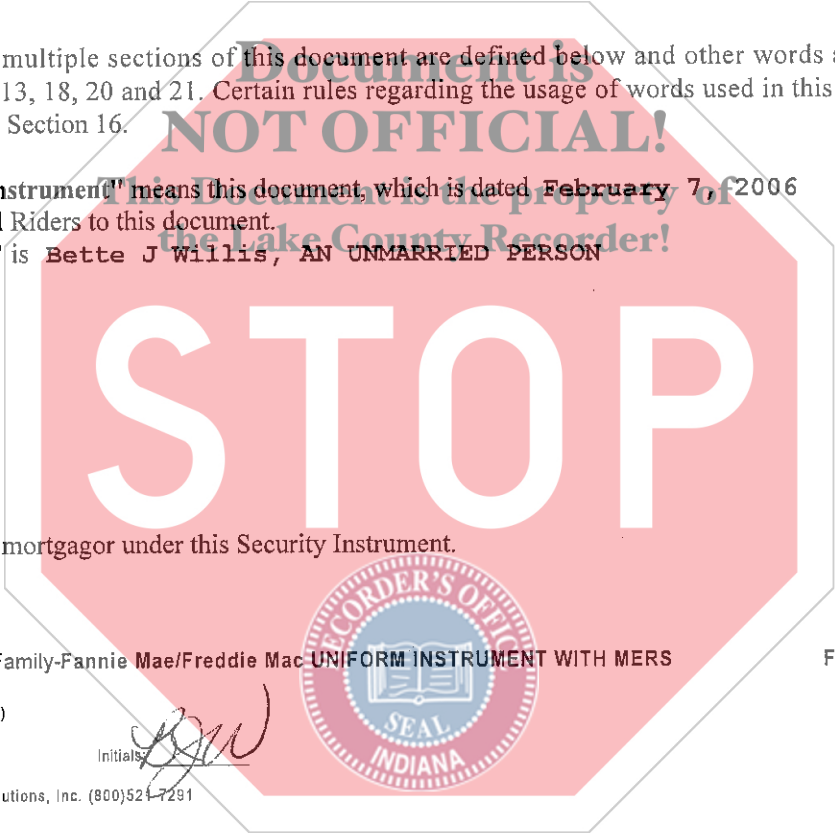 multiple sections of this document are defined below and other words
Document is
13, 18, 20 and 21. Certain rules regarding the usage of words used in this
Section 16.
NOT OFFICIAL!
strument" means this document, which is dated February 7, 2006
This Document is the property of
Riders to this document.
the Lake County Recorder!
" is Bette J Willis, AN UNMARRIED PERSON
STOP
mortgagor under this Security Instrument.
RECORDER'S OFFICE
SEAL
INDIANA
Family-Fannie Mae/Freddie Mac UNIFORM INSTRUMENT WITH MERS F
)
Initials: BJW
utions, Inc. (800)521-7291